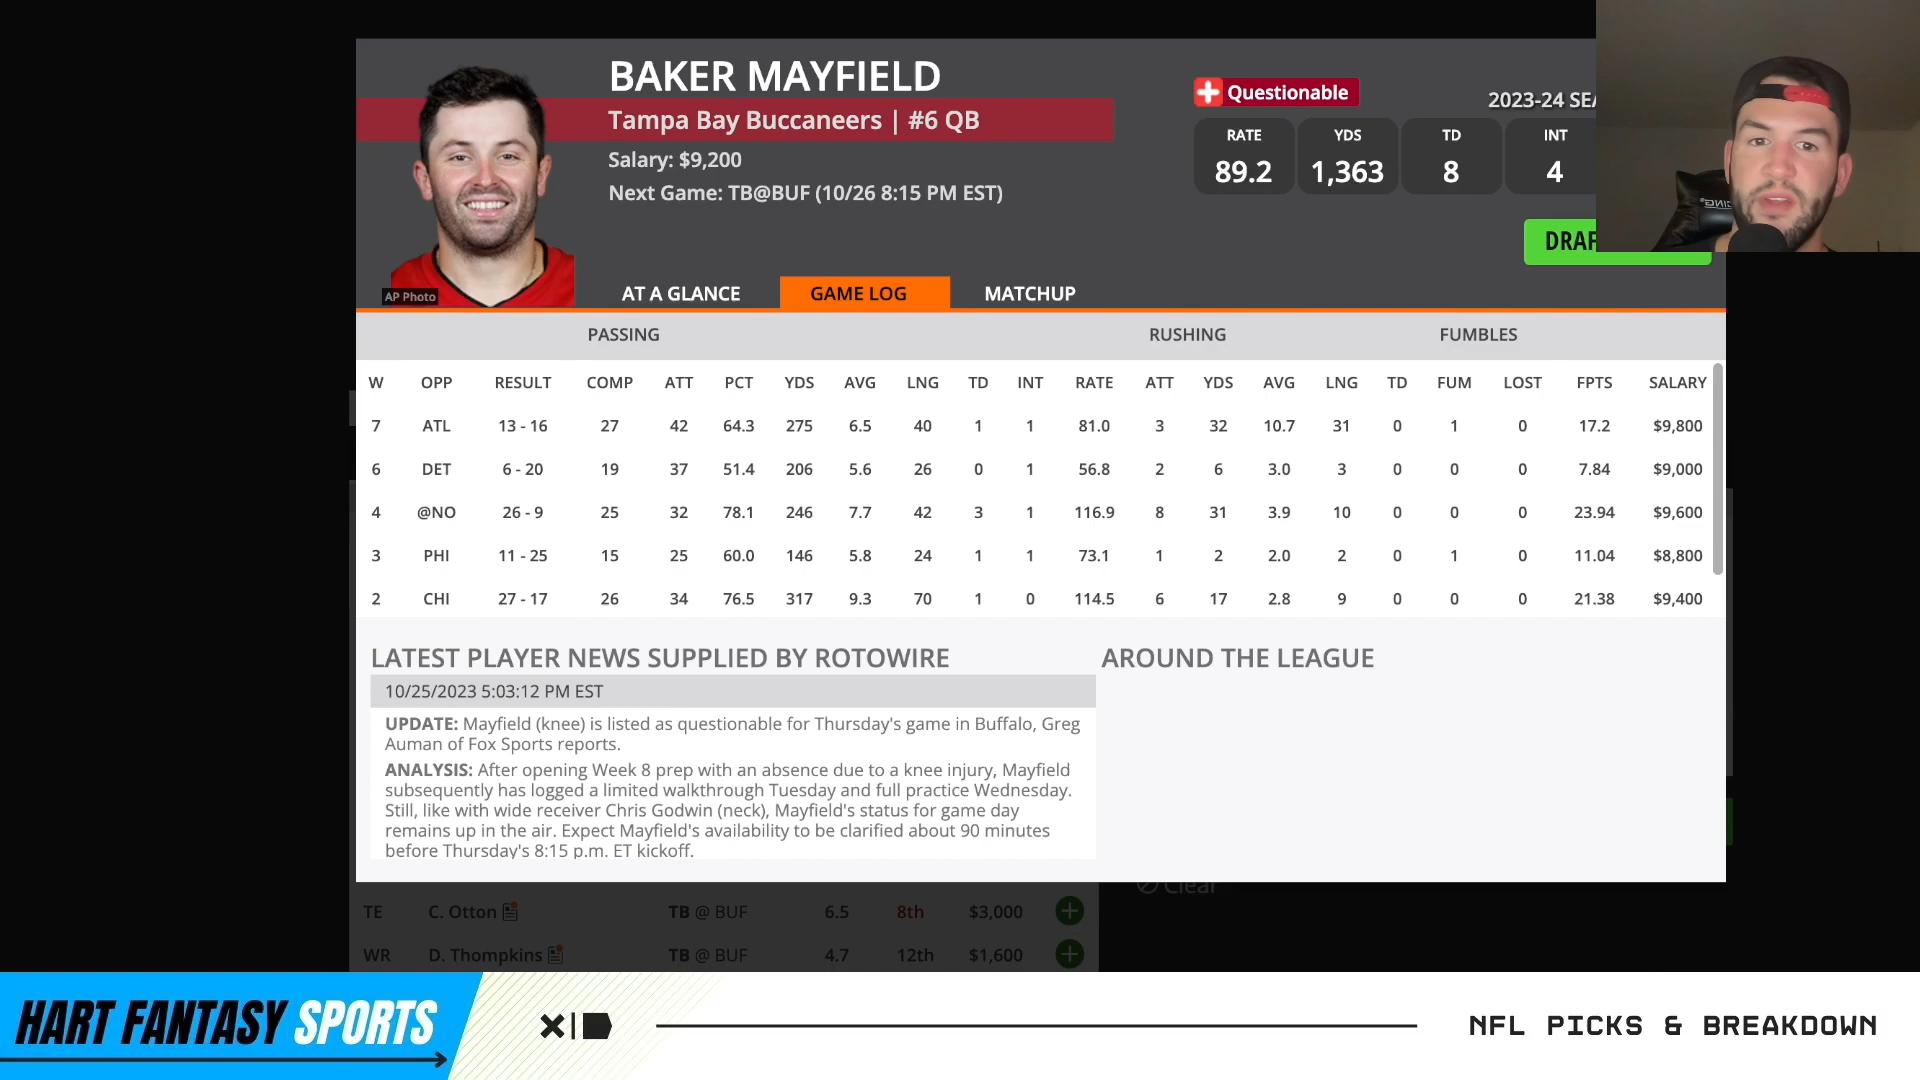 BAKER MAYFIELD
Tampa Bay Buccaneers | #6 QB
Salary: $9,200
Next Game: TB@BUF (10/26 8:15 PM EST)
Questionable
2023-24 SEA
RATE YDS TD INT
89.2 1,363 8 4
DRAF
AP Photo
AT A GLANCE GAME LOG MATCHUP
PASSING RUSHING FUMBLES
W OPP RESULT COMP ATT PCT YDS AVG LNG TD INT RATE ATT YDS AVG LNG TD FUM LOST FPTS SALARY
7 ATL 13 - 16 27 42 64.3 275 6.5 40 1 1 81.0 3 32 10.7 31 0 1 0 17.2 $9,800
6 DET 6 - 20 19 37 51.4 206 5.6 26 0 1 56.8 2 6 3.0 3 0 0 0 7.84 $9,000
4 @NO 26 - 9 25 32 78.1 246 7.7 42 3 1 116.9 8 31 3.9 10 0 0 0 23.94 $9,600
3 PHI 11 - 25 15 25 60.0 146 5.8 24 1 1 73.1 1 2 2.0 2 0 1 0 11.04 $8,800
2 CHI 27 - 17 26 34 76.5 317 9.3 70 1 0 114.5 6 17 2.8 9 0 0 0 21.38 $9,400
LATEST PLAYER NEWS SUPPLIED BY ROTOWIRE
AROUND THE LEAGUE
10/25/2023 5:03:12 PM EST
UPDATE: Mayfield (knee) is listed as questionable for Thursday's game in Buffalo, Greg
Auman of Fox Sports reports.
ANALYSIS: After opening Week 8 prep with an absence due to a knee injury, Mayfield
subsequently has logged a limited walkthrough Tuesday and full practice Wednesday.
Still, like with wide receiver Chris Godwin (neck), Mayfield's status for game day
remains up in the air. Expect Mayfield's availability to be clarified about 90 minutes
before Thursday's 8:15 p.m. ET kickoff.
Clear
TE C. Otton TB @ BUF 6.5 8th $3,000
WR D. Thompkins TB @ BUF 4.7 12th $1,600
HART FANTASY SPORTS
NFL PICKS & BREAKDOWN